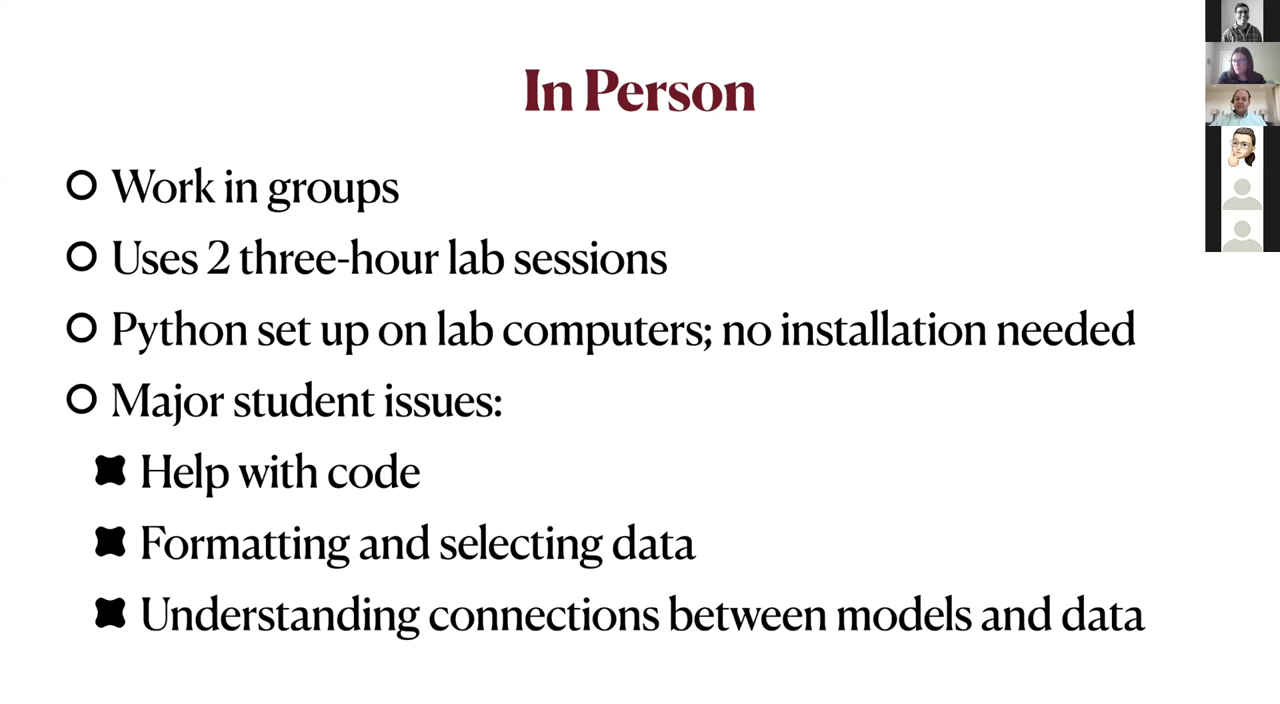 In Person
Work in groups
Uses 2 three-hour lab sessions
Python set up on lab computers; no installation needed
Major student issues:
Help with code
Formatting and selecting data
Understanding connections between models and data